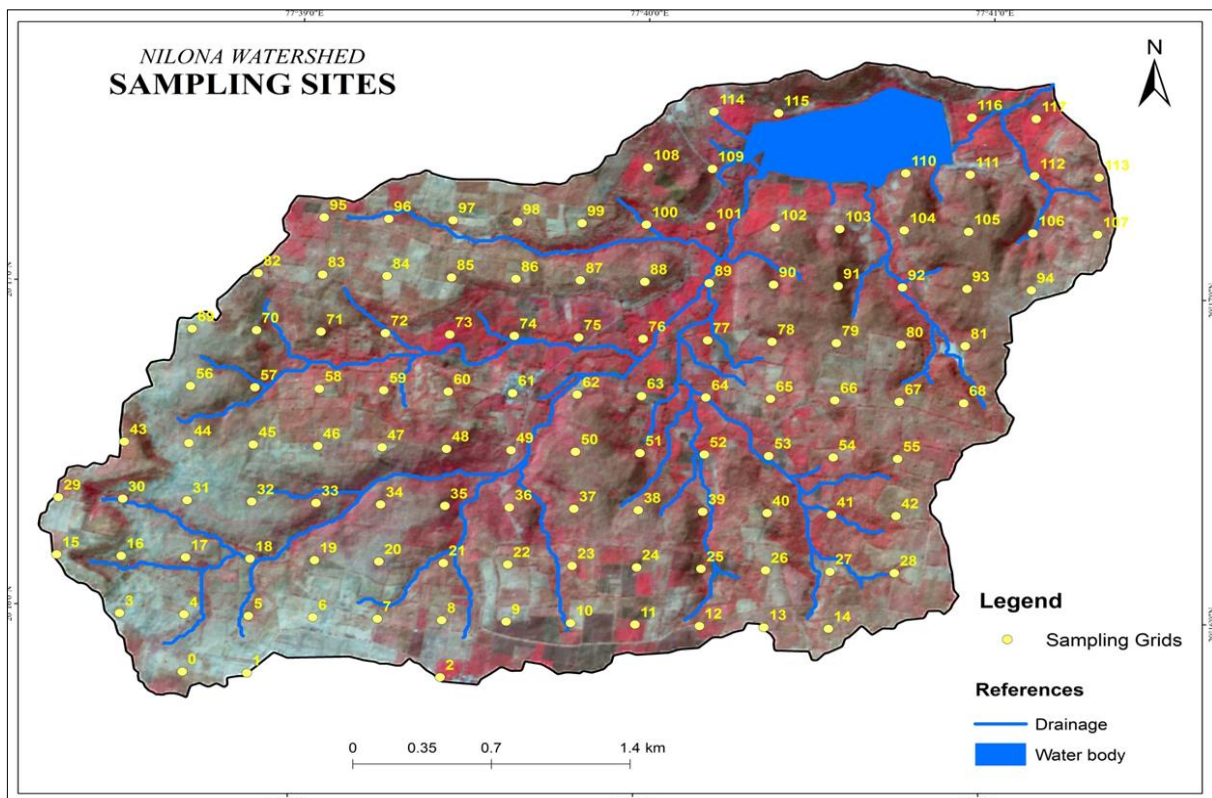 77°39'0"E 77°40'0"E 77°41'0"E
NILONA WATERSHED
SAMPLING SITES
N
114 115 116 117
108 109 110 111 112 113
95 96 97 98 99 100 101 102 103 104 105 106 107
82 83 84 85 86 87 88 89 90 91 92 93 94
69 70 71 72 73 74 75 76 77 78 79 80 81
56 57 58 59 60 61 62 63 64 65 66 67 68
43 44 45 46 47 48 49 50 51 52 53 54 55
29 30 31 32 33 34 35 36 37 38 39 40 41 42
15 16 17 18 19 20 21 22 23 24 25 26 27 28
3 4 5 6 7 8 9 10 11 12 13 14
0 1 2
Legend
Sampling Grids
References
Drainage
Water body
0 0.35 0.7 1.4 km